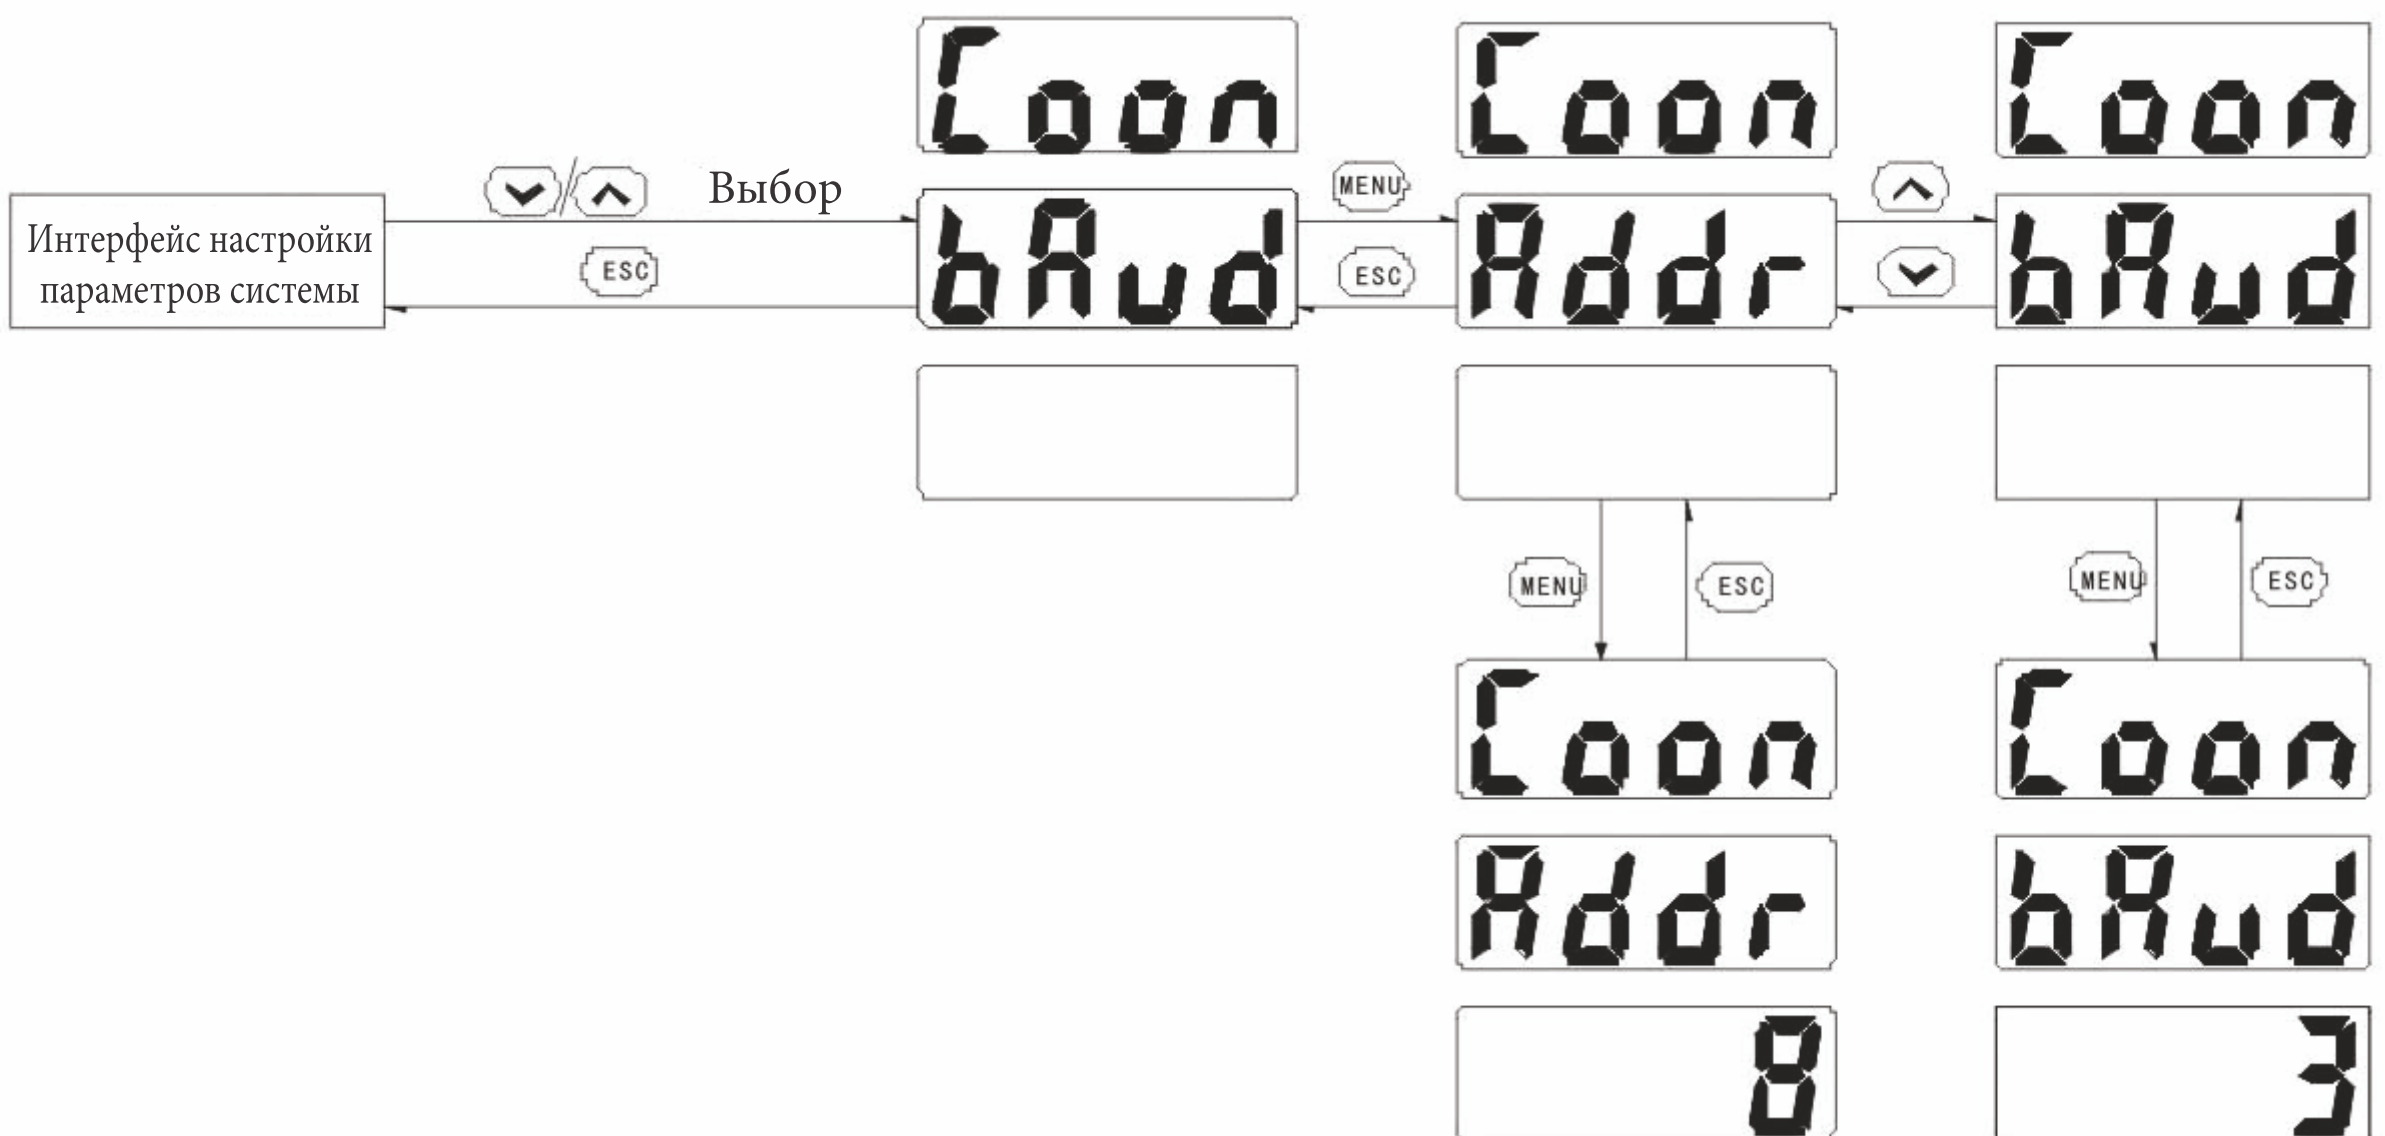 Coon
Coon
Coon
Выбор
MENU
Интерфейс настройки
параметров системы
bAud
Addr
bAud
ESC
ESC
MENU
ESC
MENU
ESC
Coon
Coon
Addr
bAud
8
3